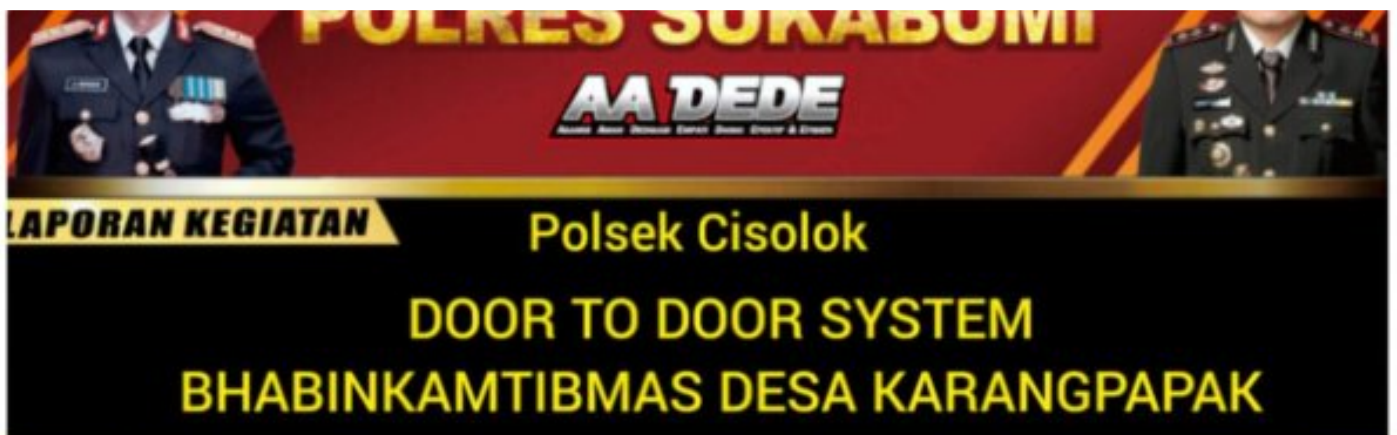 POLRES SUKABUMI
AA DEDE
LAPORAN KEGIATAN
Polsek Cisolok
DOOR TO DOOR SYSTEM
BHABINKAMTIBMAS DESA KARANGPAPAK